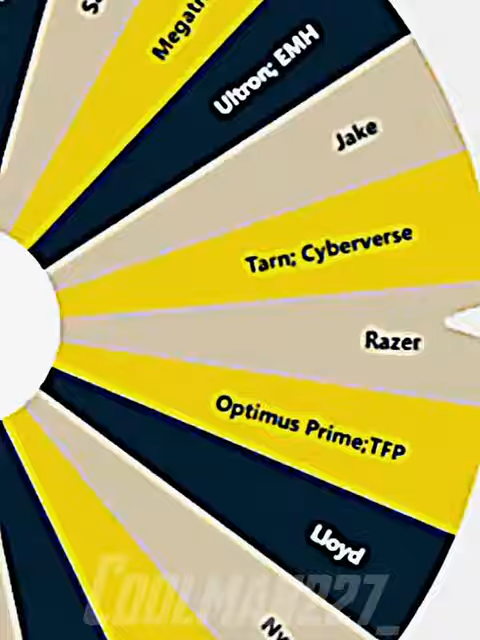 Ultron; EMH
Jake
Tarn; Cyberverse
Razer
Optimus Prime;TFP
Lloyd